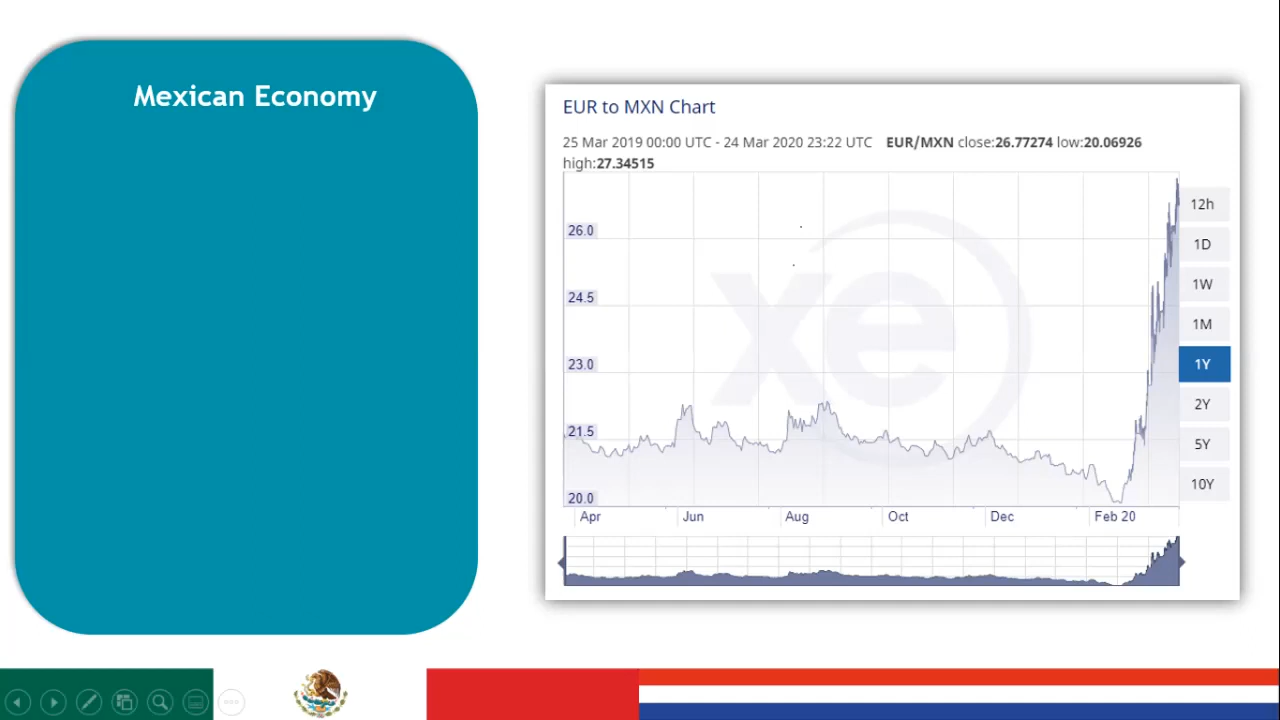 Mexican Economy
EUR to MXN Chart
25 Mar 2019 00:00 UTC - 24 Mar 2020 23:22 UTC EUR/MXN close:26.77274 low:20.06926
high:27.34515
xe
26.0
24.5
23.0
21.5
20.0
Apr Jun Aug Oct Dec Feb 20
12h
1D
1W
1M
1Y
2Y
5Y
10Y